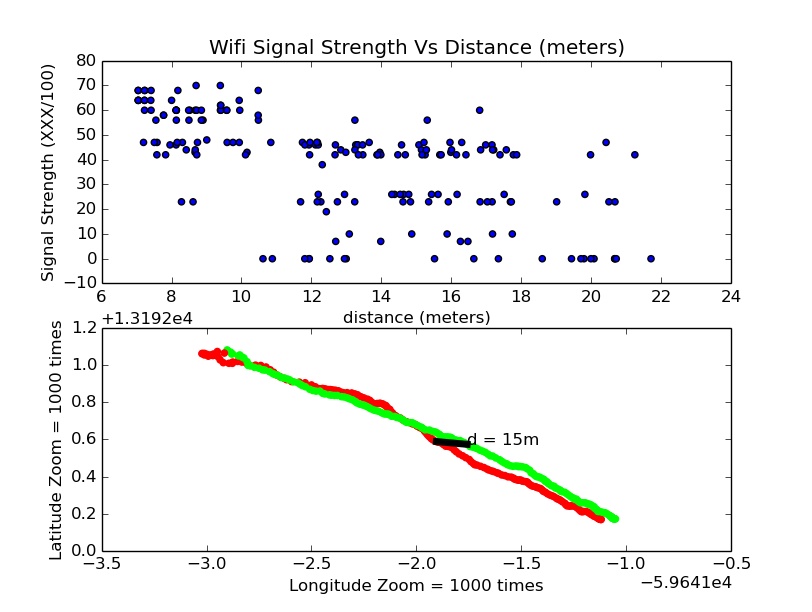 Wifi Signal Strength Vs Distance (meters)
Signal Strength (XXX/100)
80
70
60
50
40
30
20
10
0
−10
6 8 10 12 14 16 18 20 22 24
distance (meters)
+1.3192e4
Latitude Zoom = 1000 times
1.2
1.0
0.8
0.6
0.4
0.2
0.0
d = 15m
−3.5 −3.0 −2.5 −2.0 −1.5 −1.0 −0.5
Longitude Zoom = 1000 times
−5.9641e4